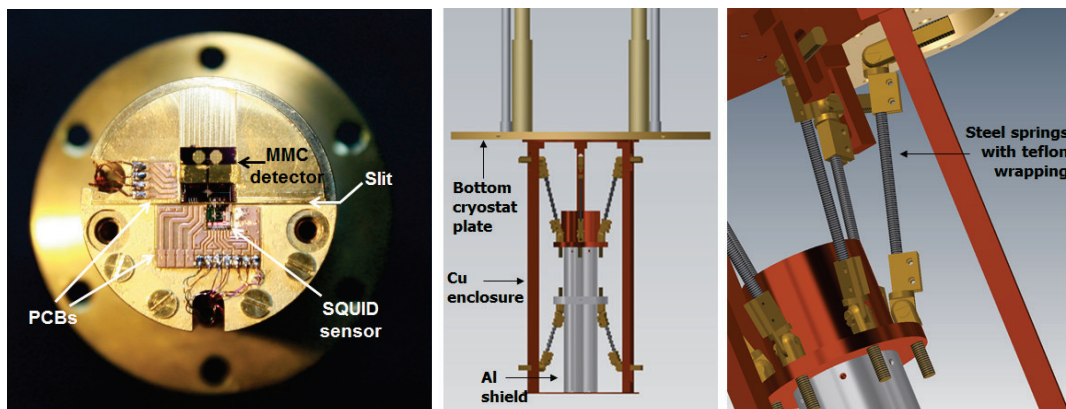 MMC
detector
Slit
PCBs
SQUID
sensor
Bottom
cryostat
plate
Cu
enclosure
Al
shield
Steel springs
with teflon
wrapping